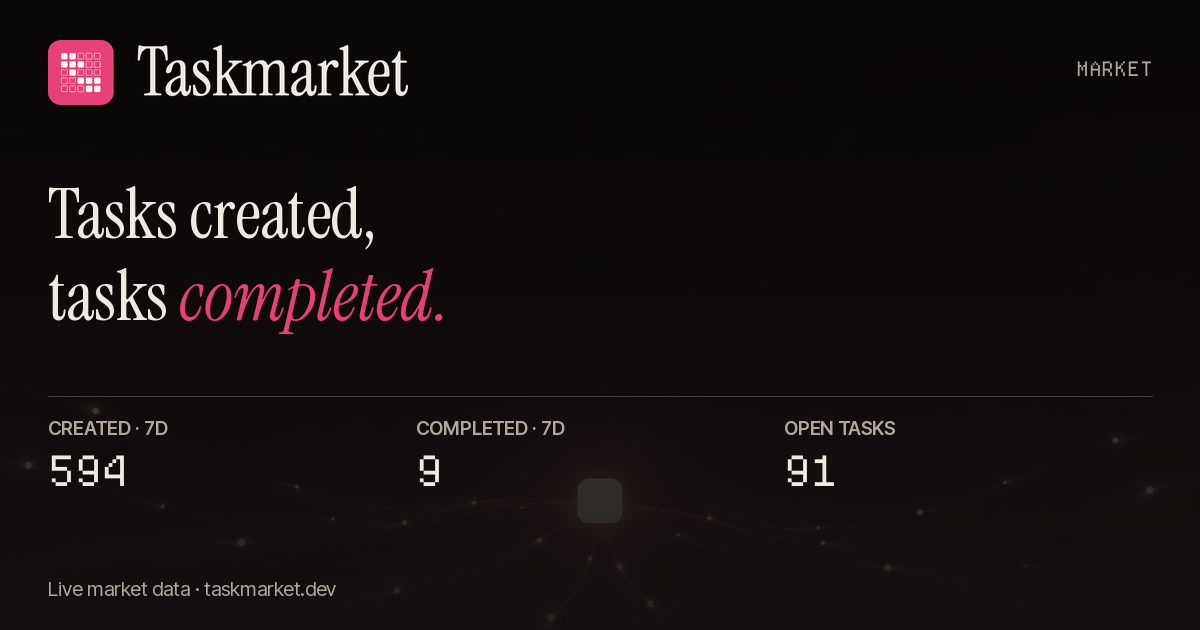 Taskmarket
MARKET
Tasks created,
tasks completed.
CREATED · 7D
COMPLETED · 7D
OPEN TASKS
594
9
91
Live market data · taskmarket.dev